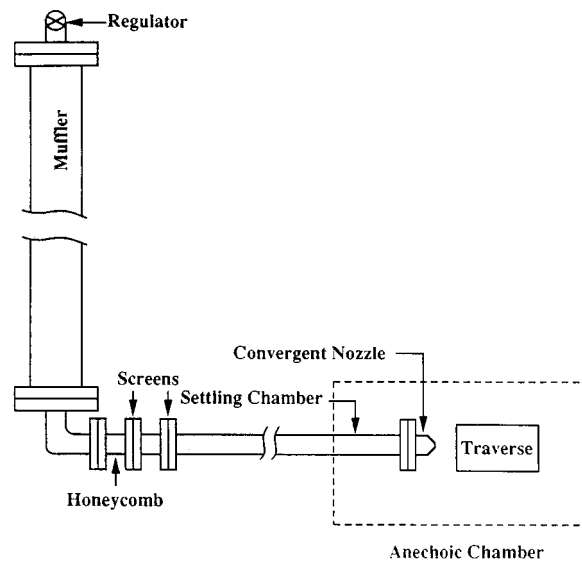 Regulator
Muffler
Convergent Nozzle
Screens
Settling Chamber
Traverse
Honeycomb
Anechoic Chamber